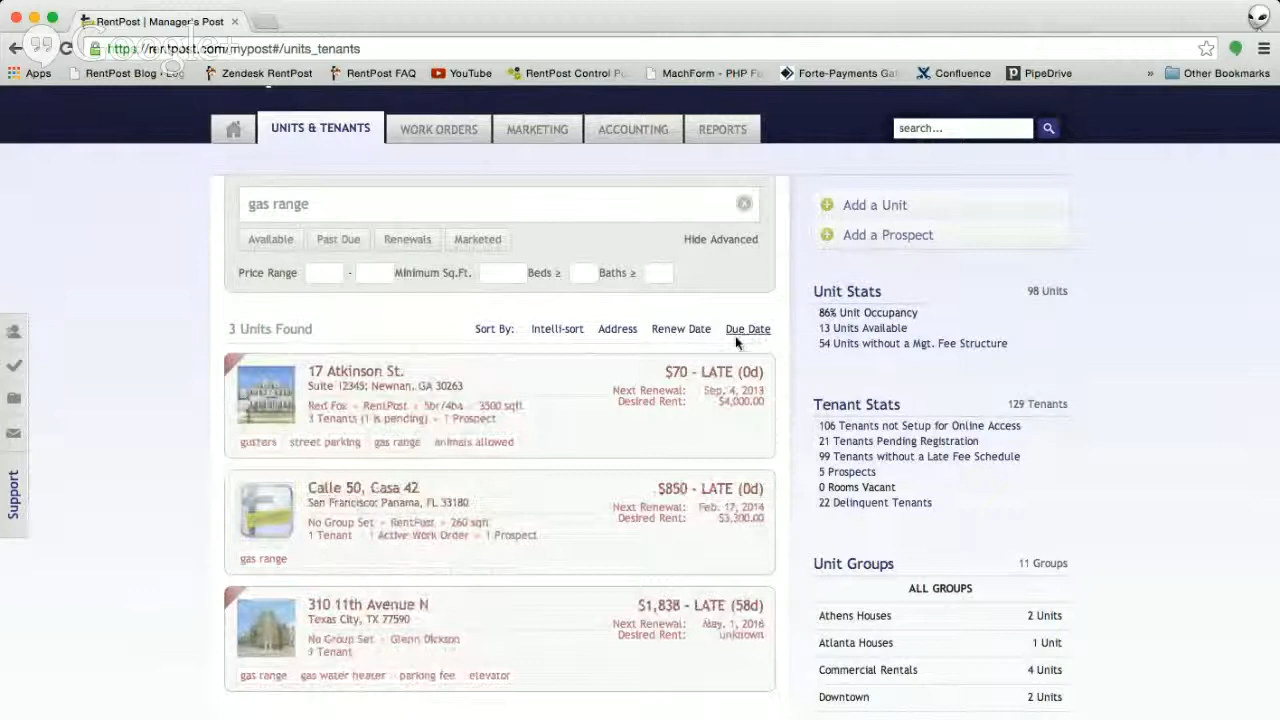 RentPost | Manager's Post ×
Google+
https://rentpost.com/mypost#/units_tenants
Apps RentPost Blog Zendesk RentPost RentPost FAQ YouTube RentPost Control P MachForm - PHP F Forte-Payments Gat Confluence PipeDrive » Other Bookmarks
UNITS & TENANTS WORK ORDERS MARKETING ACCOUNTING REPORTS search...
gas range
Available Past Due Renewals Marketed Hide Advanced
Price Range - Minimum Sq.Ft. Beds ≥ Baths ≥
3 Units Found Sort By: Intelli-sort Address Renew Date Due Date
17 Atkinson St. $70 - LATE (0d)
Suite 12345; Newnan, GA 30263
Next Renewal: Sep. 4, 2013
Desired Rent: $4,000.00
Red Fox RentPost 5br/4ba 3500 sqft
3 Tenants (1 is pending) 1 Prospect
gutters street parking gas range animals allowed
Calle 50, Casa 42 $850 - LATE (0d)
San Francisco; Panama, FL 33180
Next Renewal: Feb. 17, 2014
Desired Rent: $3,300.00
No Group Set RentPost 260 sqft
1 Tenant 1 Active Work Order 1 Prospect
gas range
310 11th Avenue N $1,838 - LATE (58d)
Texas City, TX 77590
Next Renewal: May. 1, 2016
Desired Rent: unknown
No Group Set Glenn Dickson
3 Tenant
gat range gas water heater parking fee elevator
Add a Unit
Add a Prospect
Unit Stats 98 Units
86% Unit Occupancy
13 Units Available
54 Units without a Mgt. Fee Structure
Tenant Stats 129 Tenants
106 Tenants not Setup for Online Access
21 Tenants Pending Registration
99 Tenants without a Late Fee Schedule
5 Prospects
0 Rooms Vacant
22 Delinquent Tenants
Unit Groups 11 Groups
ALL GROUPS
Athens Houses 2 Units
Atlanta Houses 1 Unit
Commercial Rentals 4 Units
Downtown 2 Units
Support